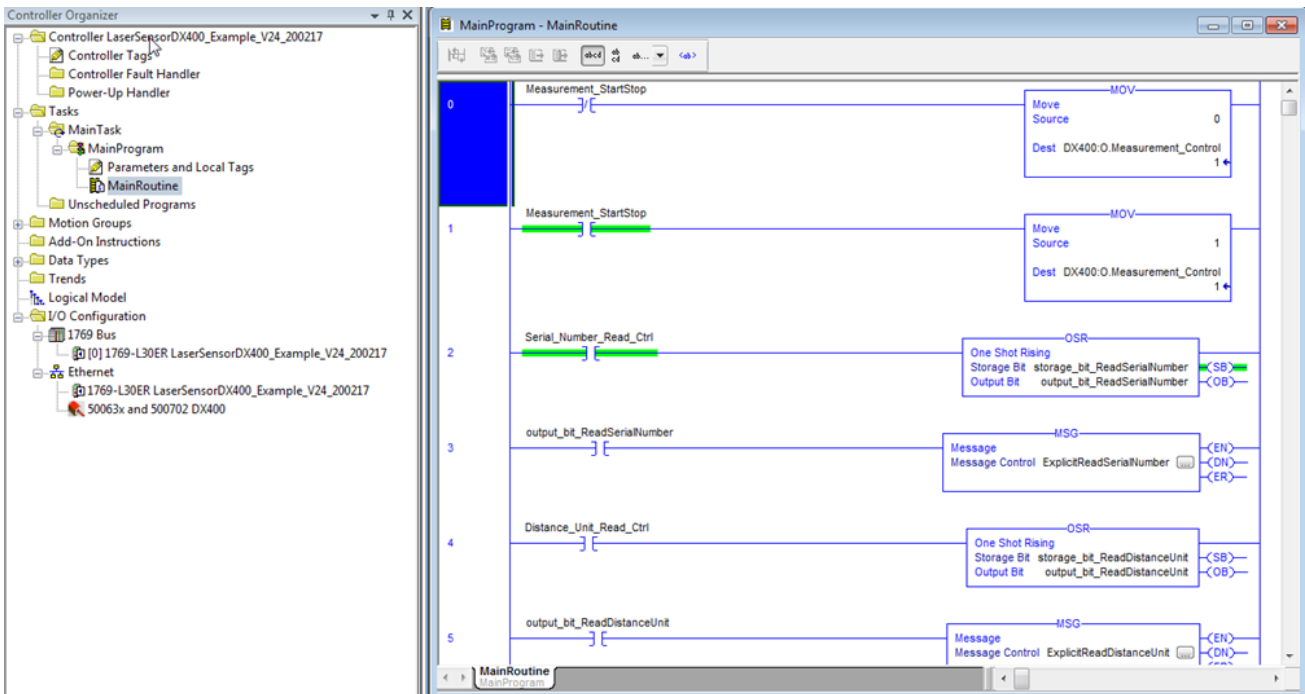 Controller Organizer
Controller LaserSensorDX400_Example_V24_200217
Controller Tags
Controller Fault Handler
Power-Up Handler
Tasks
MainTask
MainProgram
Parameters and Local Tags
MainRoutine
Unscheduled Programs
Motion Groups
Add-On Instructions
Data Types
Trends
Logical Model
I/O Configuration
1769 Bus
[0] 1769-L30ER LaserSensorDX400_Example_V24_200217
Ethernet
1769-L30ER LaserSensorDX400_Example_V24_200217
50063x and 500702 DX400
MainProgram - MainRoutine
abcd ab cd ab... <ab>
0
Measurement_StartStop
MOV
Move
Source 0
Dest DX400:O.Measurement_Control
1
1
Measurement_StartStop
MOV
Move
Source 1
Dest DX400:O.Measurement_Control
1
2
Serial_Number_Read_Ctrl
OSR
One Shot Rising
Storage Bit storage_bit_ReadSerialNumber (SB)
Output Bit output_bit_ReadSerialNumber (OB)
3
output_bit_ReadSerialNumber
MSG
Message (EN)
Message Control ExplicitReadSerialNumber ... (DN)
(ER)
4
Distance_Unit_Read_Ctrl
OSR
One Shot Rising
Storage Bit storage_bit_ReadDistanceUnit (SB)
Output Bit output_bit_ReadDistanceUnit (OB)
5
output_bit_ReadDistanceUnit
MSG
Message (EN)
Message Control ExplicitReadDistanceUnit ... (DN)
MainRoutine
MainProgram